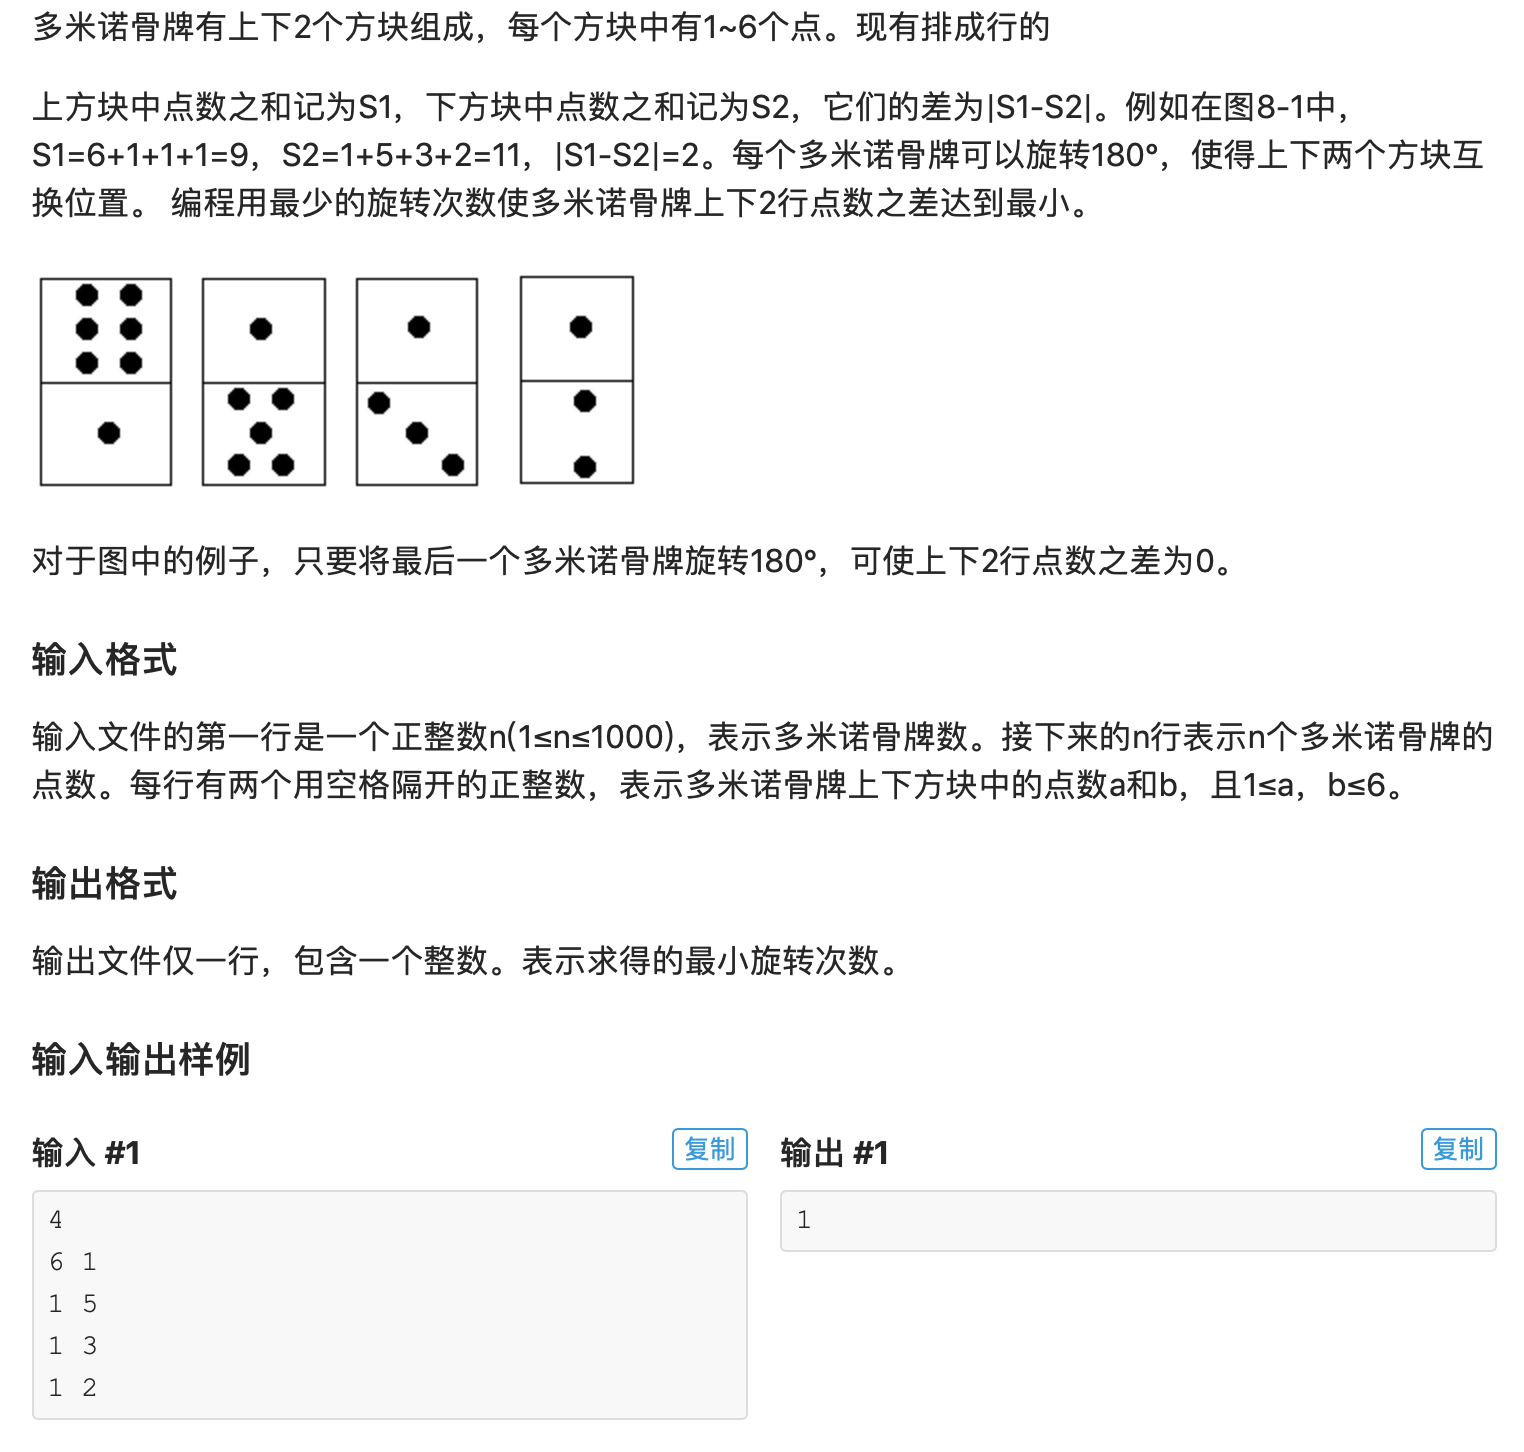 多米诺骨牌有上下2个方块组成，每个方块中有1~6个点。现有排成行的
上方块中点数之和记为S1，下方块中点数之和记为S2，它们的差为|S1-S2|。例如在图8-1中，
S1=6+1+1+1=9，S2=1+5+3+2=11，|S1-S2|=2。每个多米诺骨牌可以旋转180°，使得上下两个方块互
换位置。 编程用最少的旋转次数使多米诺骨牌上下2行点数之差达到最小。
对于图中的例子，只要将最后一个多米诺骨牌旋转180°，可使上下2行点数之差为0。
输入格式
输入文件的第一行是一个正整数n(1≤n≤1000)，表示多米诺骨牌数。接下来的n行表示n个多米诺骨牌的
点数。每行有两个用空格隔开的正整数，表示多米诺骨牌上下方块中的点数a和b，且1≤a，b≤6。
输出格式
输出文件仅一行，包含一个整数。表示求得的最小旋转次数。
输入输出样例
输入 #1
复制
4
6 1
1 5
1 3
1 2
输出 #1
复制
1